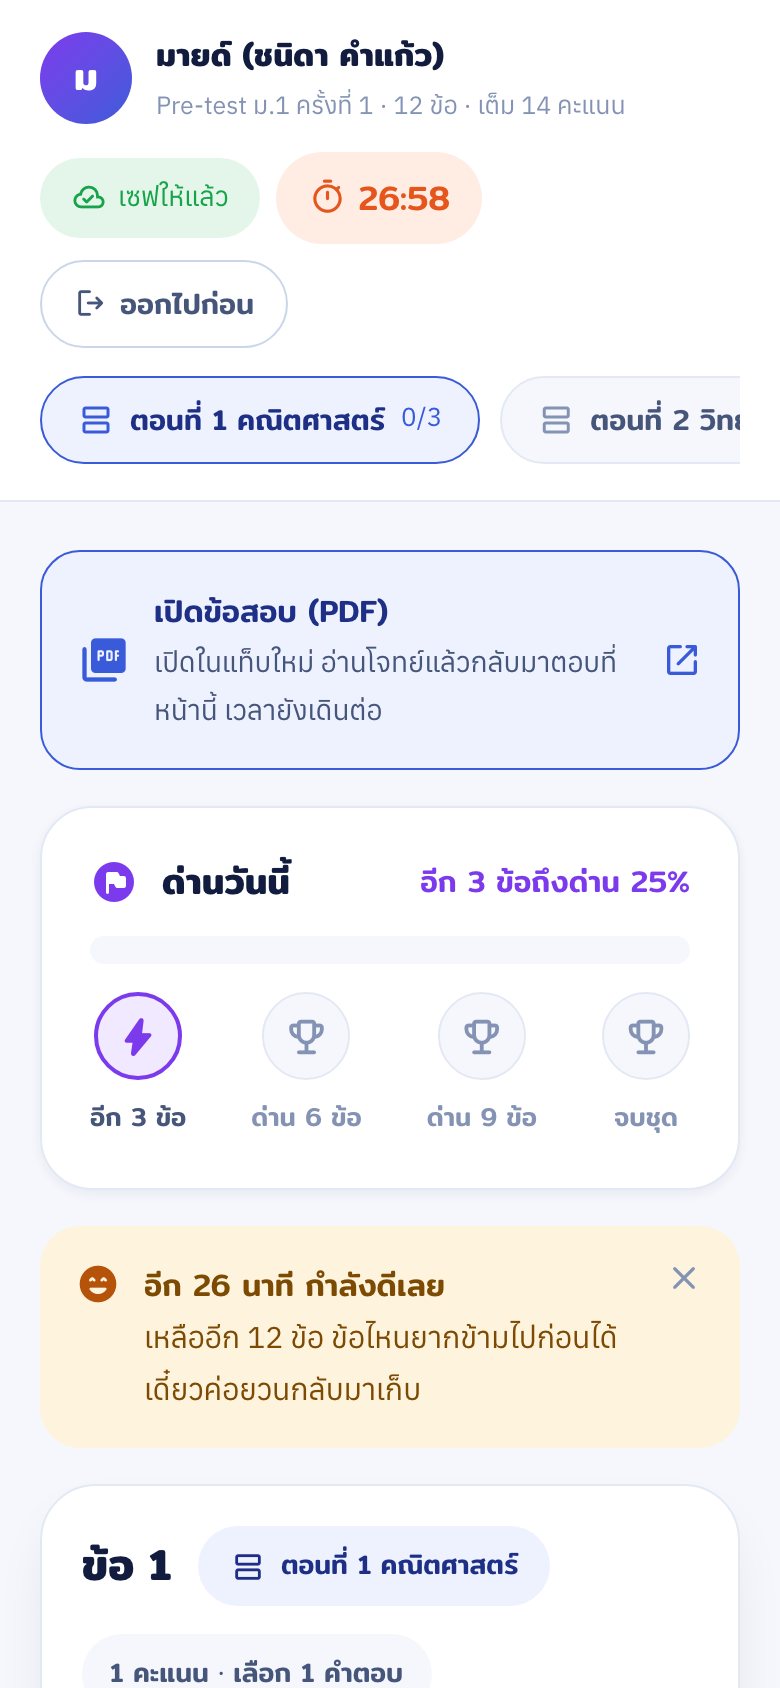 ม
มายด์ (ชนิดา คำแก้ว)
Pre-test ม.1 ครั้งที่ 1 · 12 ข้อ · เต็ม 14 คะแนน
เซฟให้แล้ว
26:58
ออกไปก่อน
ตอนที่ 1 คณิตศาสตร์ 0/3
ตอนที่ 2 วิทย
เปิดข้อสอบ (PDF)
PDF
เปิดในแท็บใหม่ อ่านโจทย์แล้วกลับมาตอบที่
หน้านี้ เวลายังเดินต่อ
ด่านวันนี้
อีก 3 ข้อถึงด่าน 25%
อีก 3 ข้อ
ด่าน 6 ข้อ
ด่าน 9 ข้อ
จบชุด
อีก 26 นาที กำลังดีเลย
เหลืออีก 12 ข้อ ข้อไหนยากข้ามไปก่อนได้
เดี๋ยวค่อยวนกลับมาเก็บ
ข้อ 1
ตอนที่ 1 คณิตศาสตร์
1 คะแนน · เลือก 1 คำตอบ